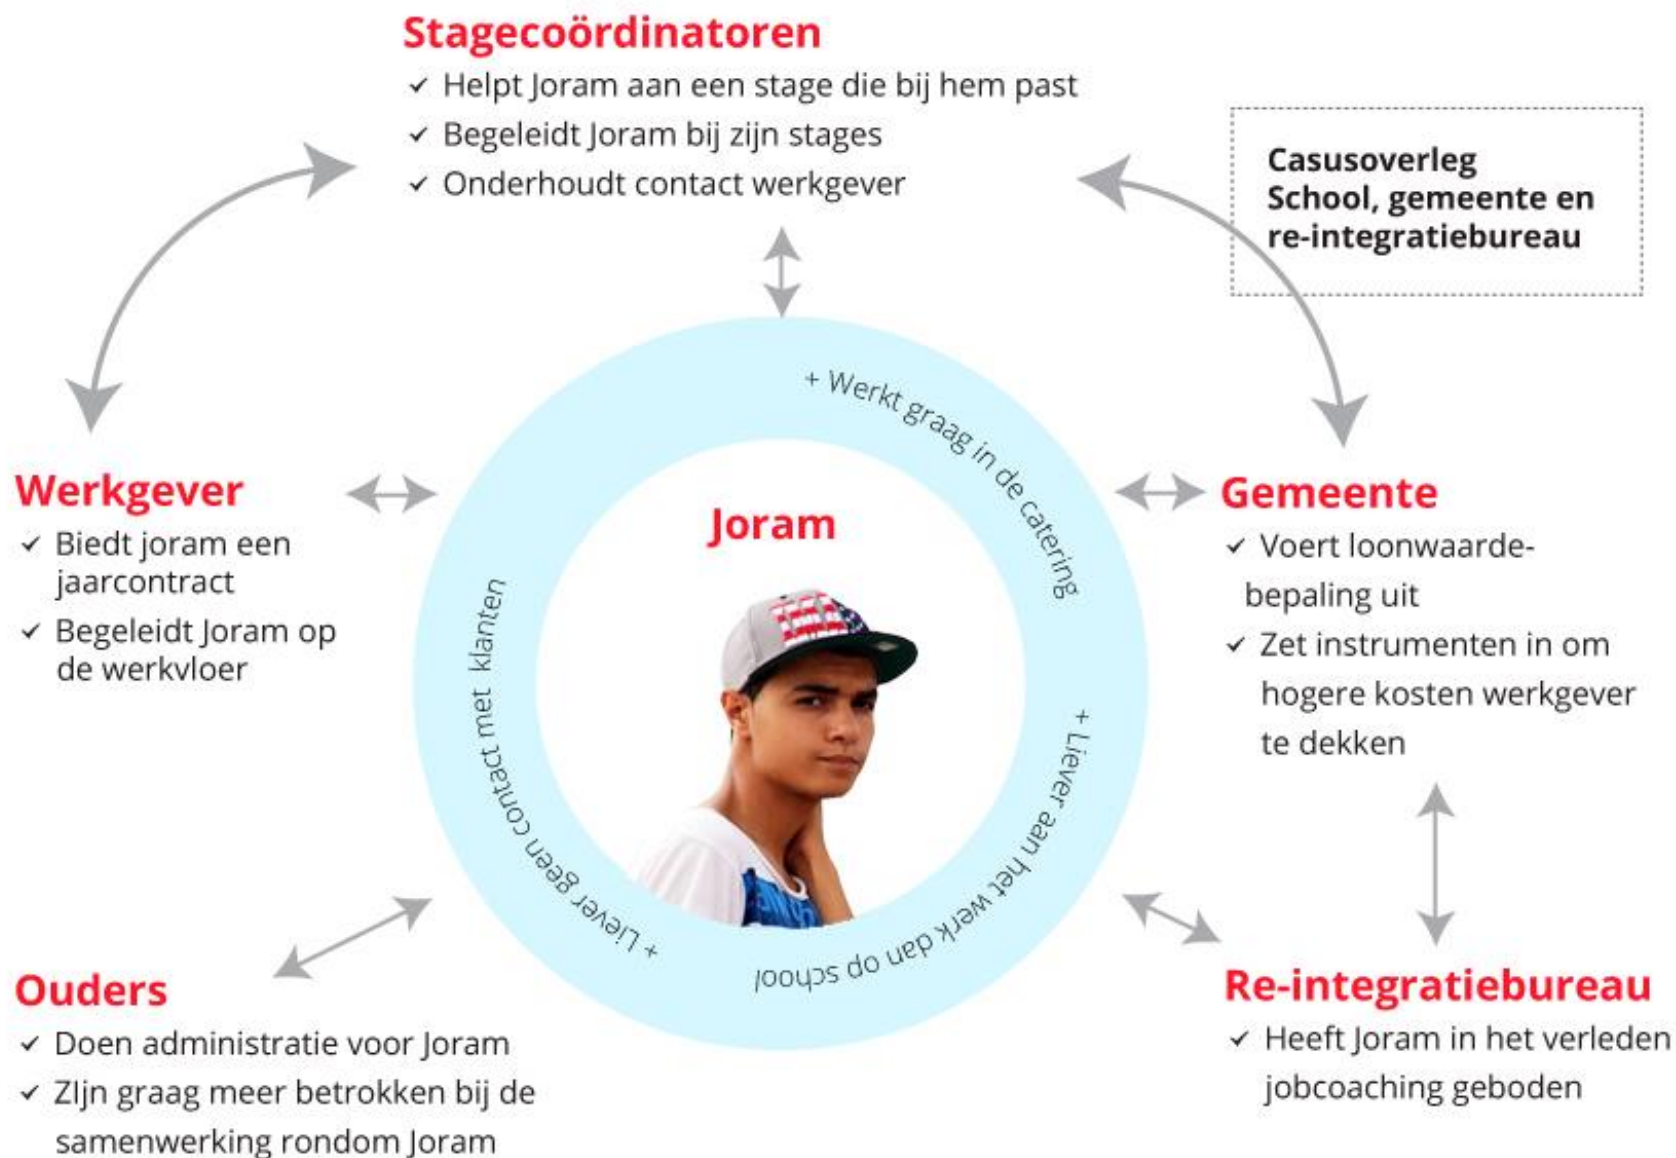 Stagecoördinatoren
✓ Helpt Joram aan een stage die bij hem past
✓ Begeleidt Joram bij zijn stages
✓ Onderhoudt contact werkgever
Casusoverleg
School, gemeente en
re-integratiebureau
Werkgever
✓ Biedt joram een
jaarcontract
✓ Begeleidt Joram op
de werkvloer
Joram
+ Werkt graag in de catering
+ Liever aan het werk dan op school
+ Liever geen contact met klanten
Gemeente
✓ Voert loonwaarde-
bepaling uit
✓ Zet instrumenten in om
hogere kosten werkgever
te dekken
Ouders
✓ Doen administratie voor Joram
✓ ZIjn graag meer betrokken bij de
samenwerking rondom Joram
Re-integratiebureau
✓ Heeft Joram in het verleden
jobcoaching geboden